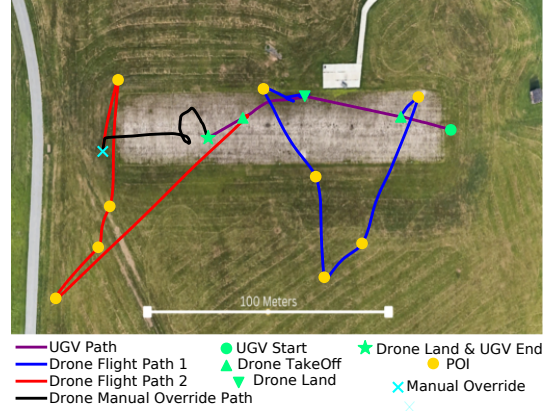 100 Meters
UGV Path
Drone Flight Path 1
Drone Flight Path 2
Drone Manual Override Path
UGV Start
Drone TakeOff
Drone Land
Drone Land & UGV End
POI
Manual Override